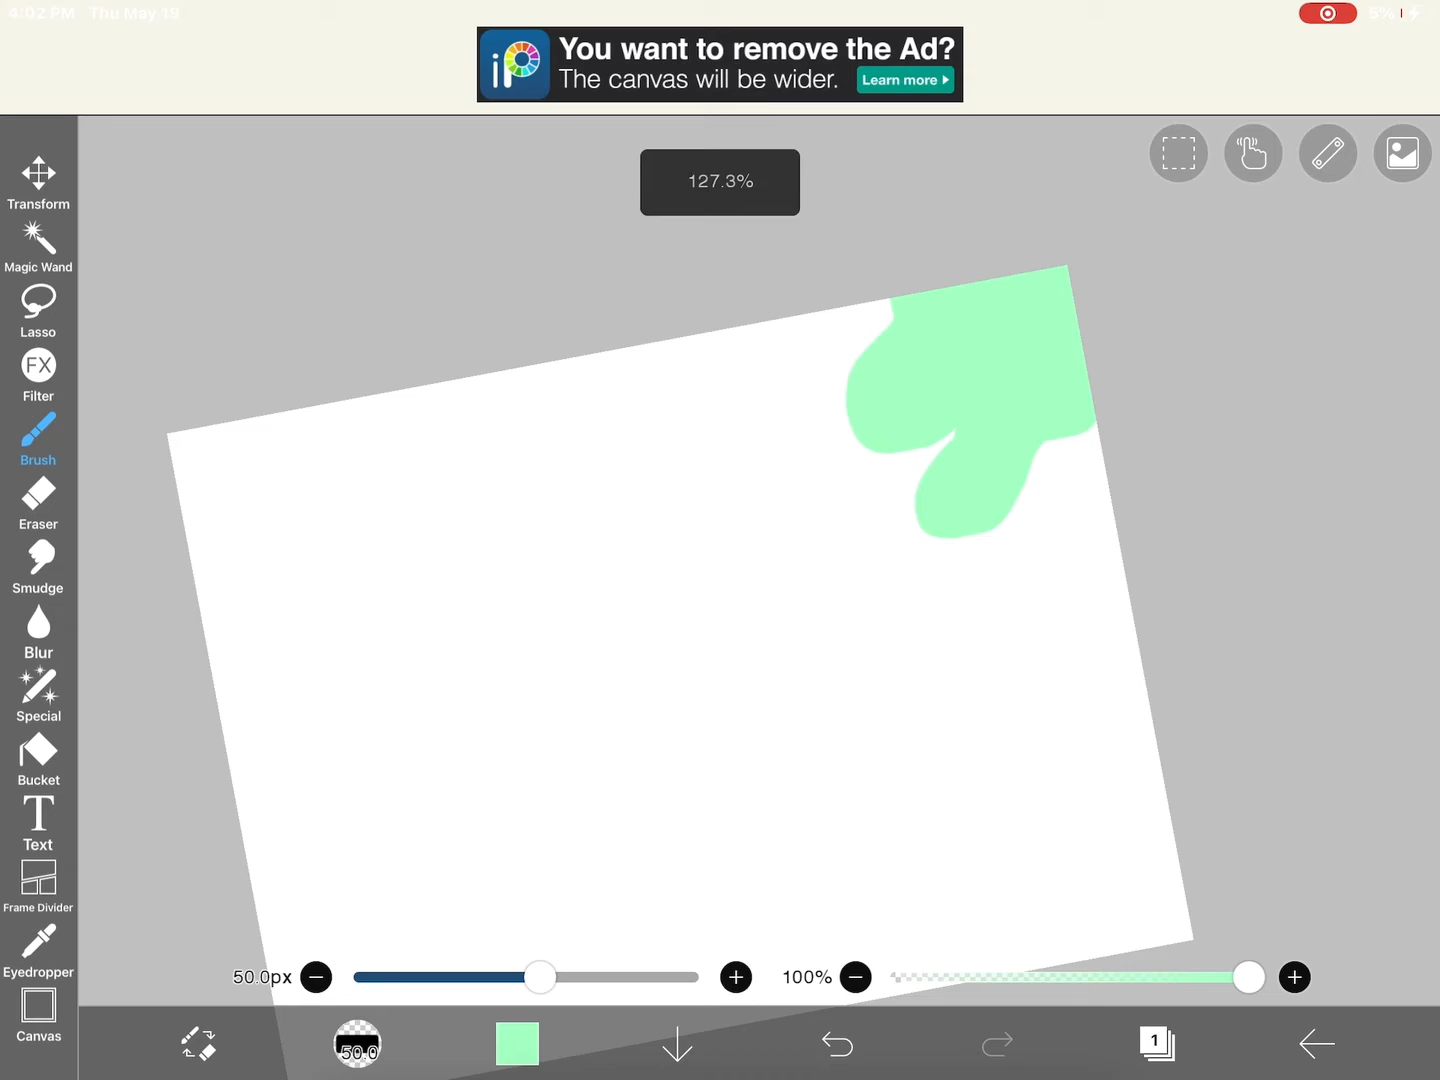 4:02 PM Thu May 19
5%
iP
You want to remove the Ad?
The canvas will be wider.
Learn more
127.3%
Transform
Magic Wand
Lasso
FX
Filter
Brush
Eraser
Smudge
Blur
Special
Bucket
T
Text
Frame Divider
Eyedropper
Canvas
50.0px
100%
50.0
1